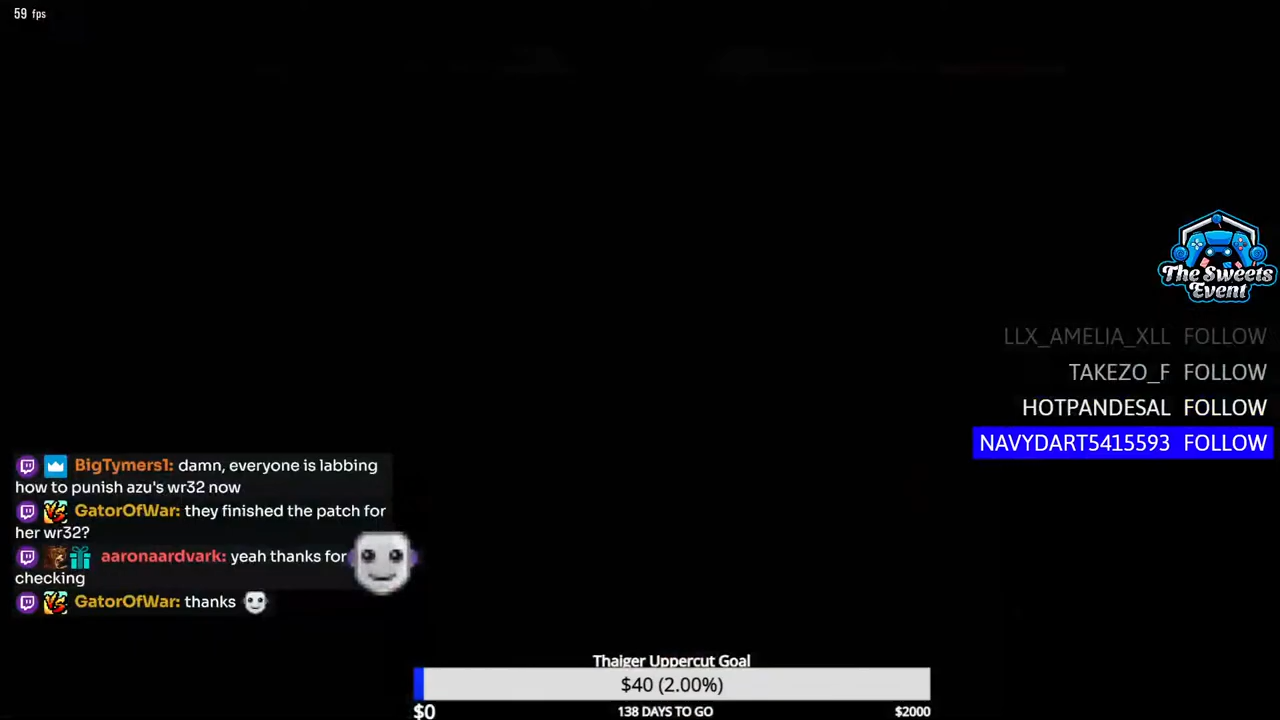 59 fps
The Sweets
Event
LLX_AMELIA_XLL FOLLOW
TAKEZO_F FOLLOW
HOTPANDESAL FOLLOW
NAVYDART5415593 FOLLOW
BigTymers1: damn, everyone is labbing
how to punish azu's wr32 now
GatorOfWar: they finished the patch for
her wr32?
aaronaardvark: yeah thanks for
checking
GatorOfWar: thanks
Thaiger Uppercut Goal
$40 (2.00%)
$0 138 DAYS TO GO $2000